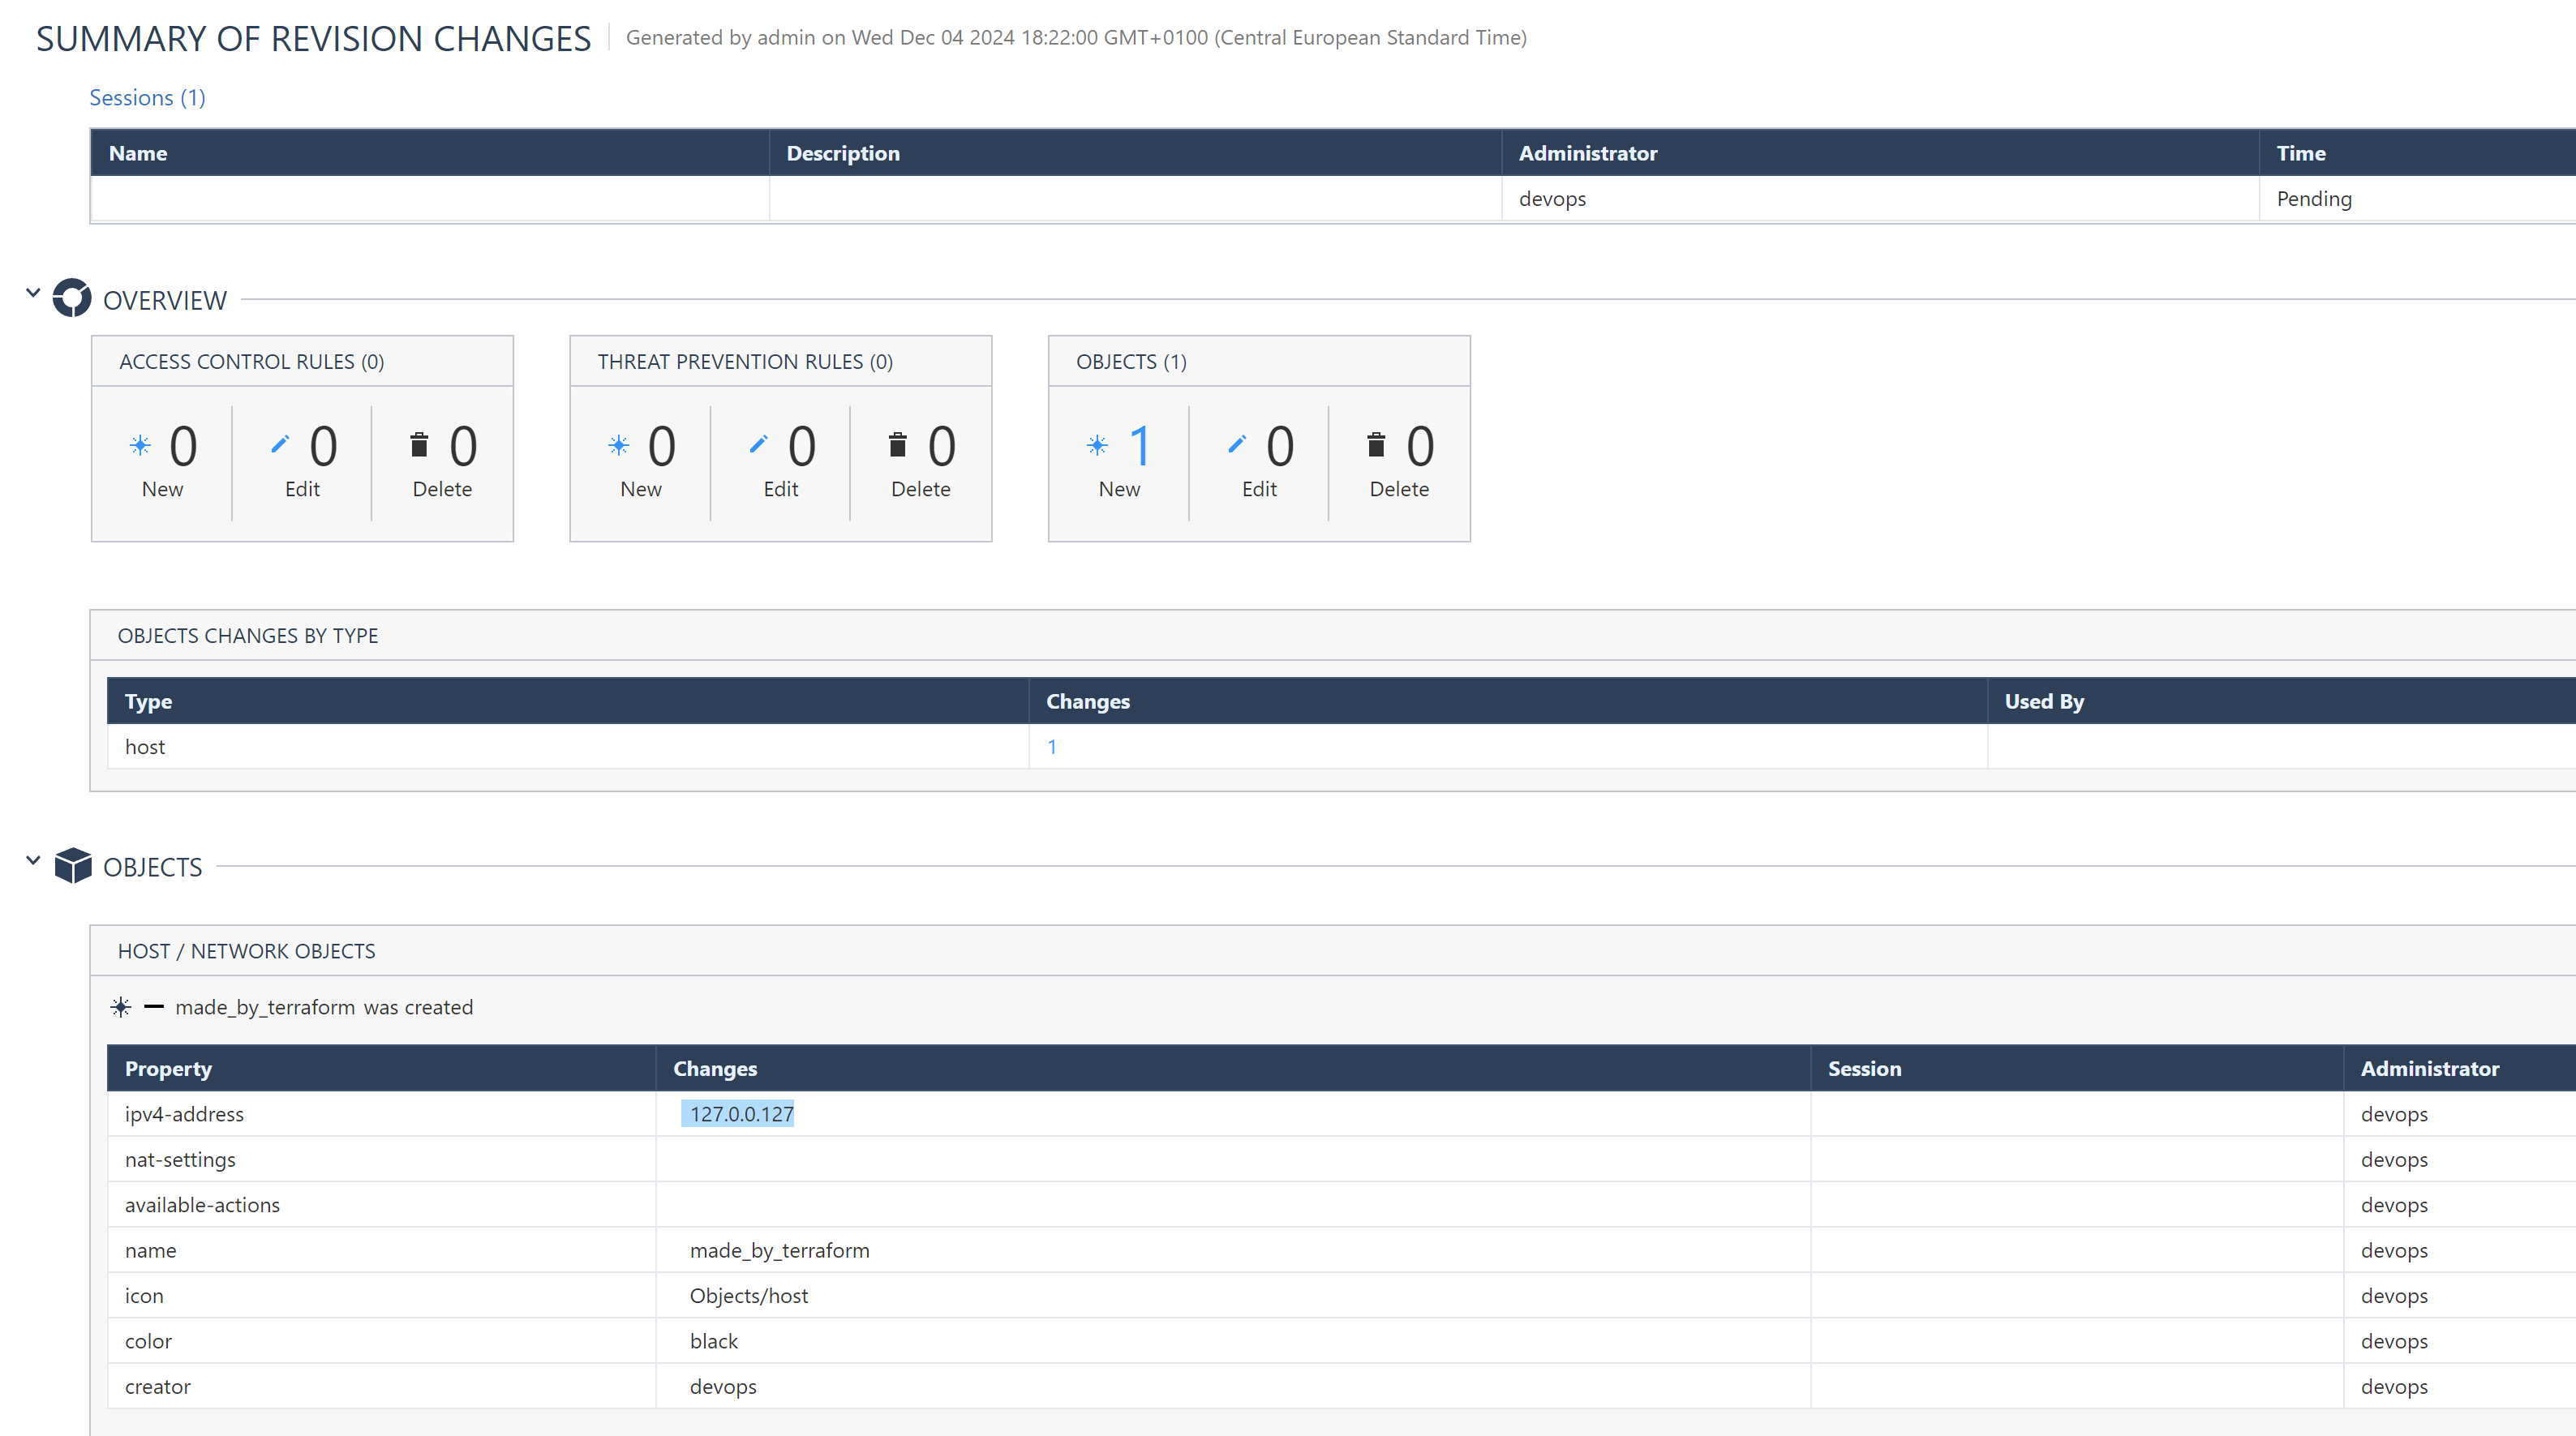 SUMMARY OF REVISION CHANGES Generated by admin on Wed Dec 04 2024 18:22:00 GMT+0100 (Central European Standard Time)
Sessions (1)
Name Description Administrator Time
devops Pending
OVERVIEW
ACCESS CONTROL RULES (0) THREAT PREVENTION RULES (0) OBJECTS (1)
0 0 0 0 0 0 1 0 0
New Edit Delete New Edit Delete New Edit Delete
OBJECTS CHANGES BY TYPE
Type Changes Used By
host 1
OBJECTS
HOST / NETWORK OBJECTS
made_by_terraform was created
Property Changes Session Administrator
ipv4-address 127.0.0.127 devops
nat-settings devops
available-actions devops
name made_by_terraform devops
icon Objects/host devops
color black devops
creator devops devops